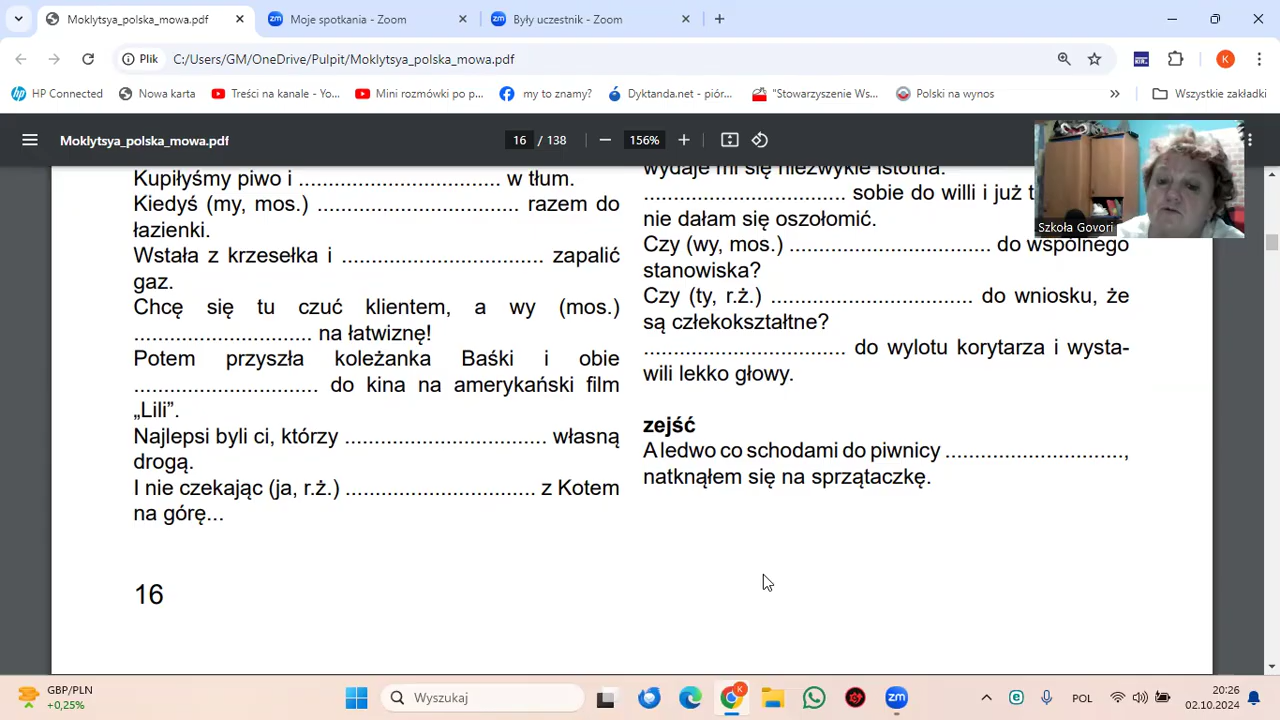 Moklytsya_polska_mowa.pdf
Moje spotkania - Zoom
Były uczestnik - Zoom
Plik
C:/Users/GM/OneDrive/Pulpit/Moklytsya_polska_mowa.pdf
K
HP Connected
Nowa karta
Treści na kanale - Yo...
Mini rozmówki po p...
my to znamy?
Dyktanda.net - piór...
"Stowarzyszenie Ws...
Polski na wynos
Wszystkie zakładki
Moklytsya_polska_mowa.pdf
16 / 138
156%
Kupiłyśmy piwo i .................................. w tłum.
Kiedyś (my, mos.) .................................. razem do
łazienki.
Wstała z krzesełka i .................................. zapalić
gaz.
Chcę się tu czuć klientem, a wy (mos.)
.............................. na łatwiznę!
Potem przyszła koleżanka Baśki i obie
............................... do kina na amerykański film
„Lili”.
Najlepsi byli ci, którzy .................................. własną
drogą.
I nie czekając (ja, r.ż.) ................................ z Kotem
na górę...
16
wydaje mi się niezwykle istotna.
.................................. sobie do willi i już t
nie dałam się oszołomić.
Czy (wy, mos.) .................................. do wspólnego
stanowiska?
Czy (ty, r.ż.) .................................. do wniosku, że
są człekokształtne?
.................................. do wylotu korytarza i wysta-
wili lekko głowy.
zejść
A ledwo co schodami do piwnicy ..............................,
natknąłem się na sprzątaczkę.
Szkoła Govori
GBP/PLN
+0,25%
Wyszukaj
K
zm
POL
20:26
02.10.2024